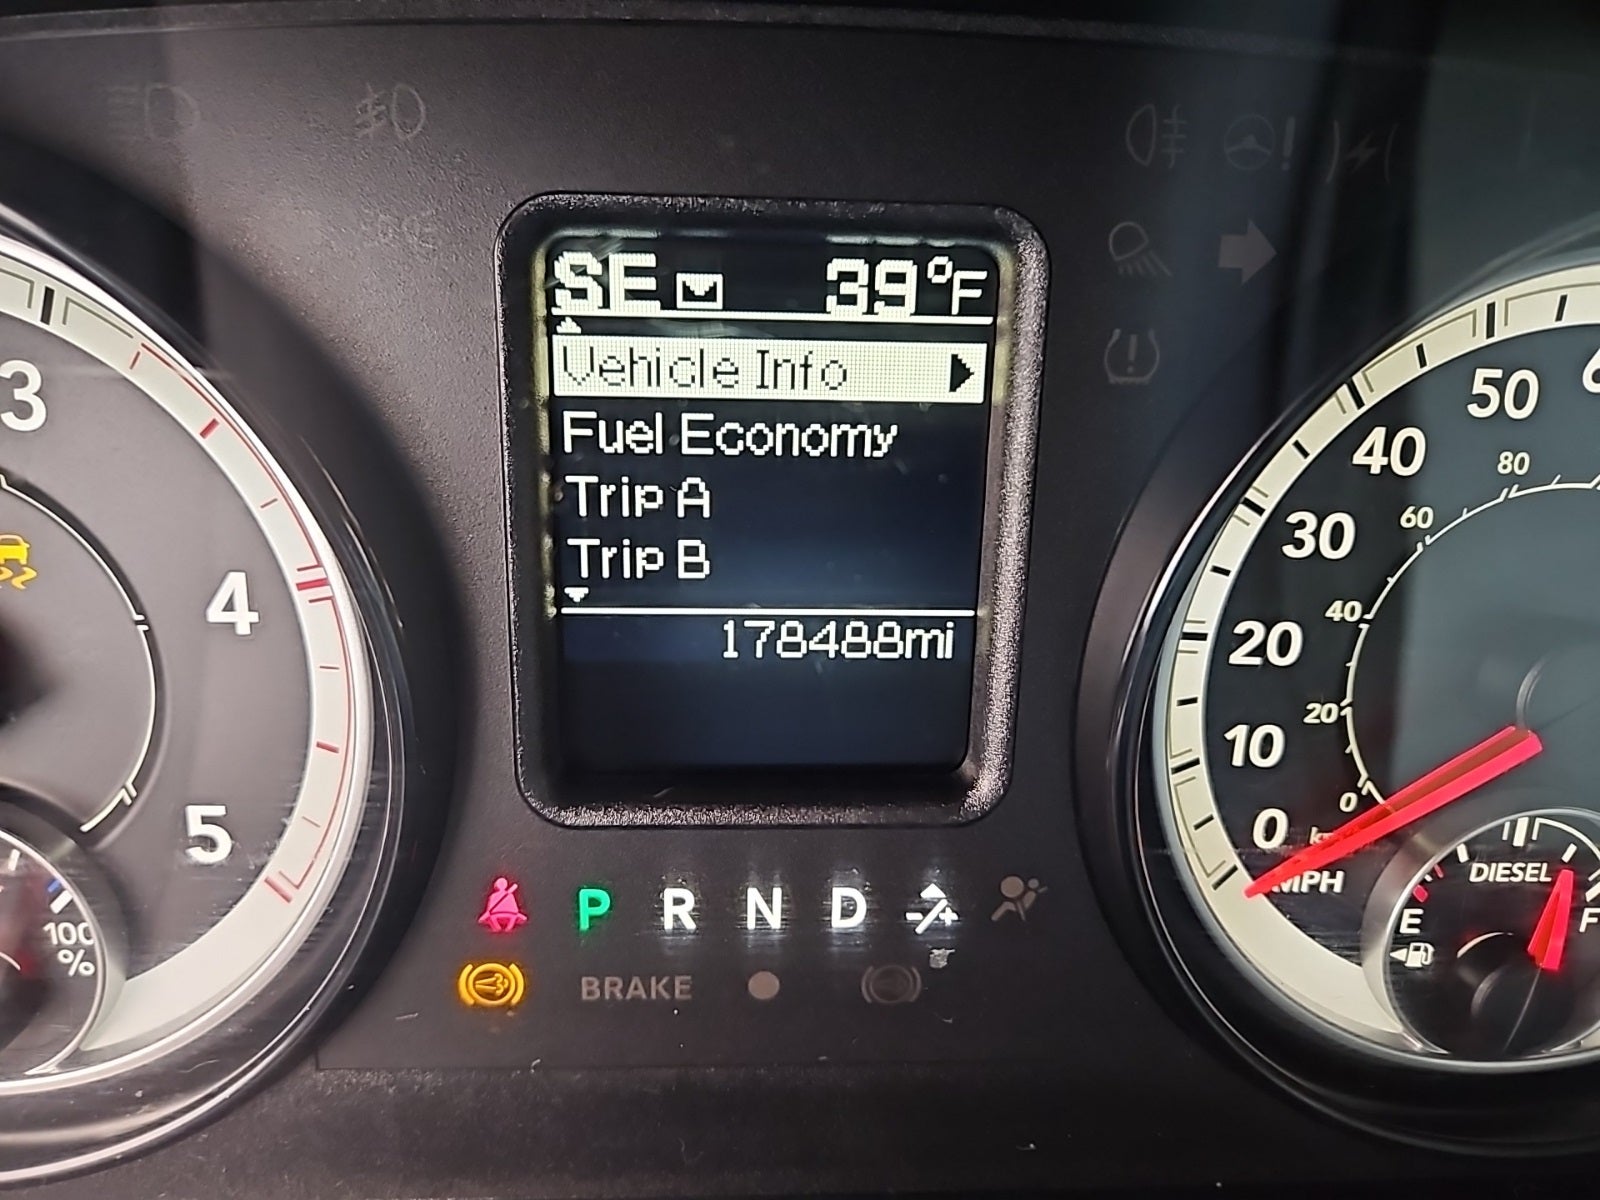 SE 39°F
Vehicle Info
Fuel Economy
Trip A
Trip B
178488mi
3
4
5
100
%
P R N D
BRAKE
50
40
30
20
10
0
MPH
80
60
40
20
0
DIESEL
E
F